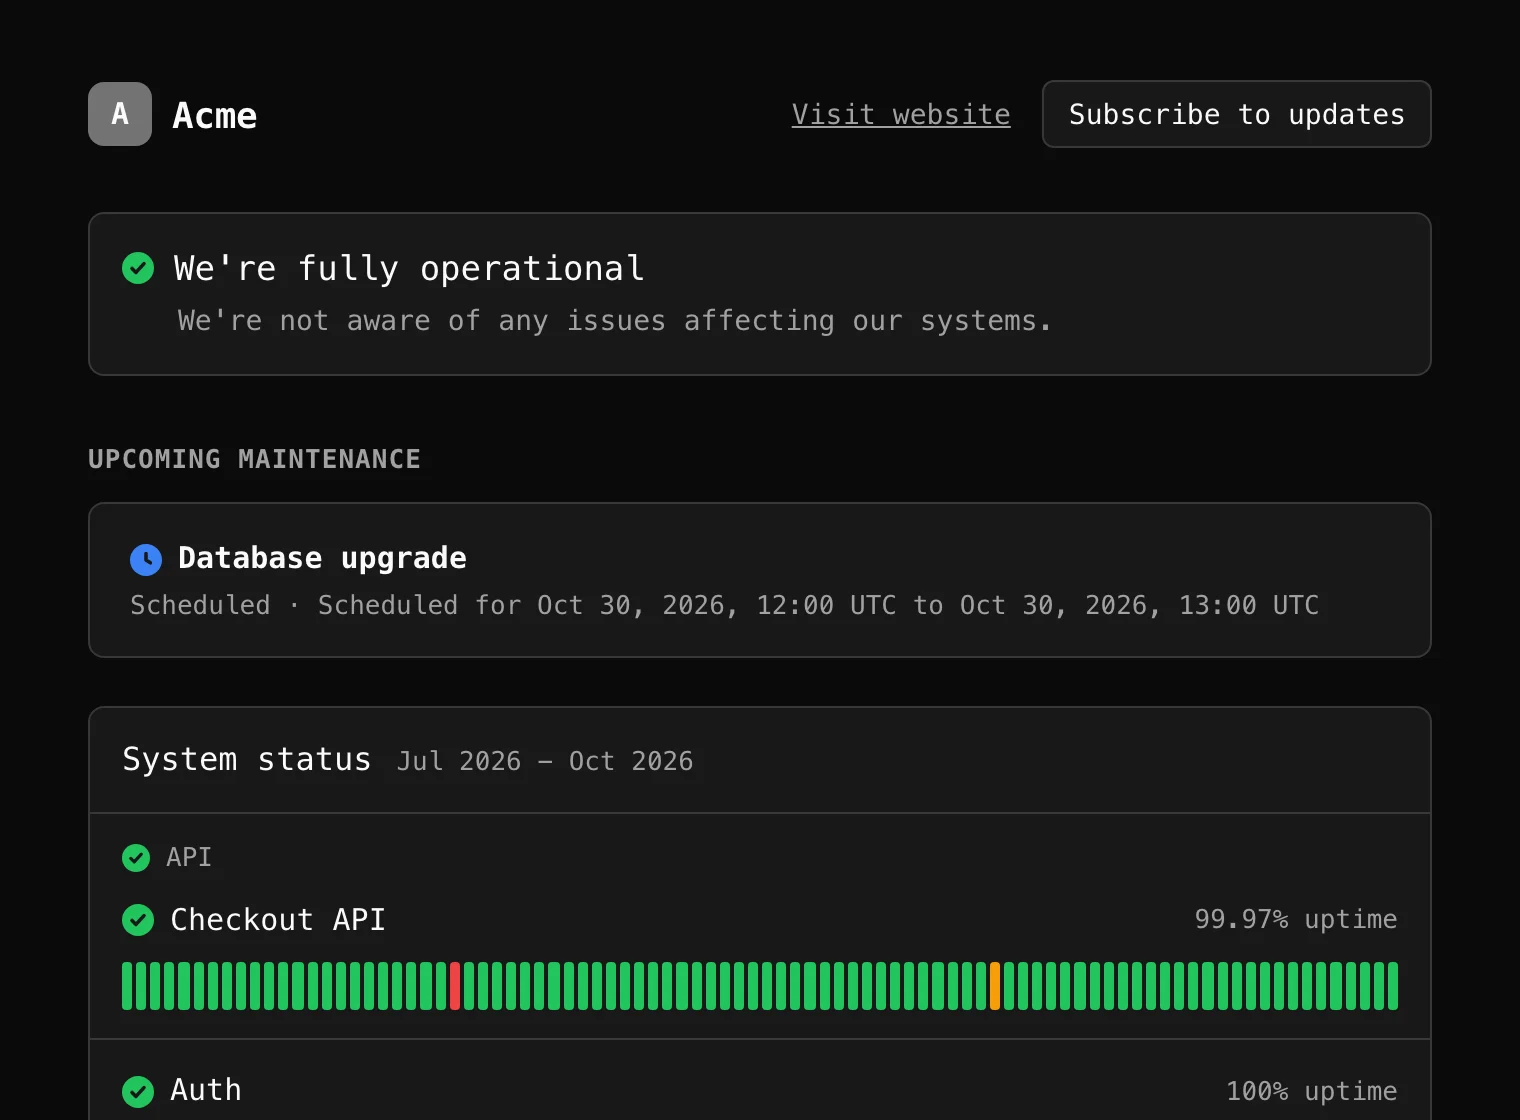 A
Acme
Visit website
Subscribe to updates
We're fully operational
We're not aware of any issues affecting our systems.
UPCOMING MAINTENANCE
Database upgrade
Scheduled · Scheduled for Oct 30, 2026, 12:00 UTC to Oct 30, 2026, 13:00 UTC
System status Jul 2026 – Oct 2026
API
Checkout API
99.97% uptime
Auth
100% uptime